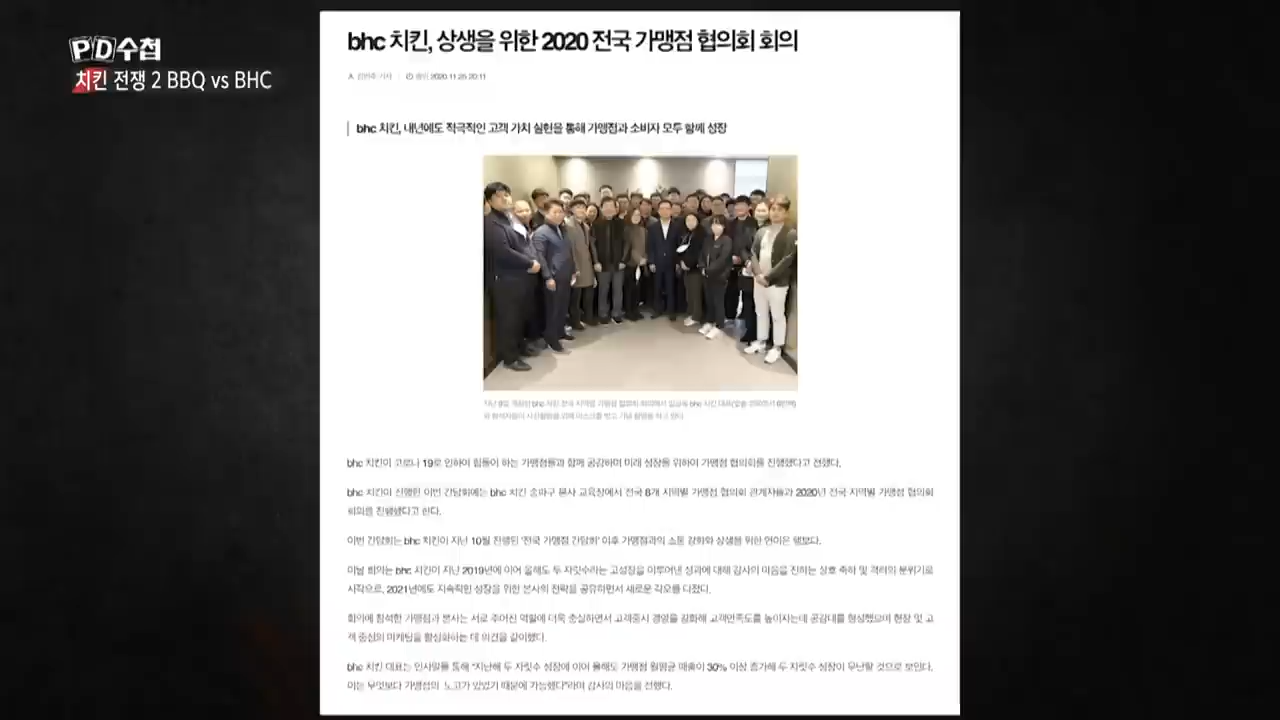 PD수첩
치킨 전쟁 2 BBQ vs BHC
bhc 치킨, 상생을 위한 2020 전국 가맹점 협의회 회의
승인 2020.11.25 20:11
bhc 치킨, 내년에도 적극적인 고객 가치 실현을 통해 가맹점과 소비자 모두 함께 성장
bhc 치킨이 코로나 19로 인하여 힘들어 하는 가맹점들과 함께 공감하며 미래 성장을 위하여 가맹점 협의회를 진행했다고 전했다.
bhc 치킨이 진행한 이번 간담회에는 bhc 치킨 송파구 본사 교육장에서 전국 8개 지역별 가맹점 협의회 관계자들과 2020년 전국 지역별 가맹점 협의회
회의를 진행했다고 한다.
이번 간담회는 bhc 치킨이 지난 10월 진행된 '전국 가맹점 간담회' 이후 가맹점과의 소통 강화와 상생을 위한 연이은 행보다.
이날 회의는 bhc 치킨이 지난 2019년에 이어 올해도 두 자릿수라는 고성장을 이루어낸 성과에 대해 감사의 마음을 전하는 상호 축하 및 격려의 분위기로
시작으로, 2021년에도 지속적인 성장을 위한 본사의 전략을 공유하면서 새로운 각오를 다졌다.
회의에 참석한 가맹점과 본사는 서로 주어진 역할에 더욱 충실하면서 고객중시 경영을 강화해 고객만족도를 높이자는데 공감대를 형성했으며 현장 및 고
객 중심의 마케팅을 활성화하는 데 의견을 같이했다.
bhc 치킨 대표는 인사말을 통해 "지난해 두 자릿수 성장에 이어 올해도 가맹점 월평균 매출이 30% 이상 증가해 두 자릿수 성장이 무난할 것으로 보인다.
이는 무엇보다 가맹점의 노고가 있었기 때문에 가능했다"라며 감사의 마음을 전했다.